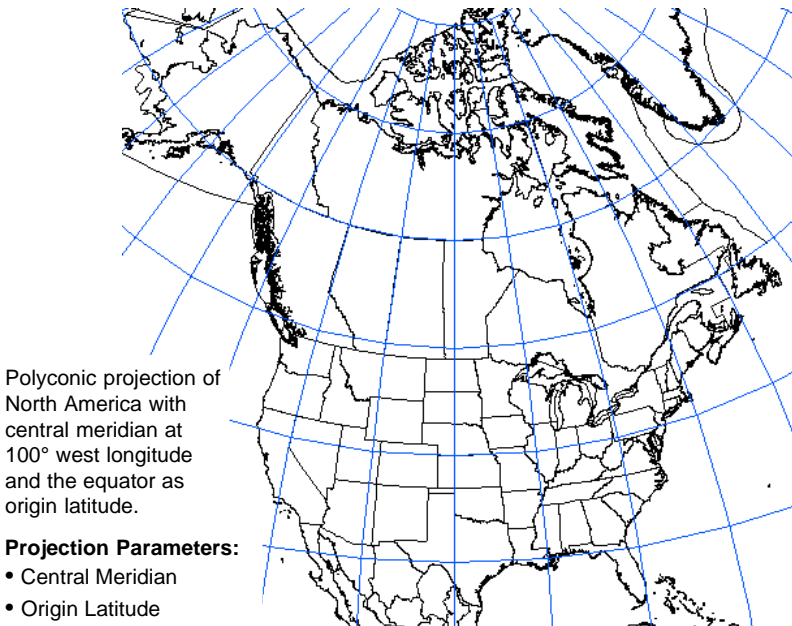 Polyconic projection of
North America with
central meridian at
100° west longitude
and the equator as
origin latitude.
Projection Parameters:
• Central Meridian
• Origin Latitude